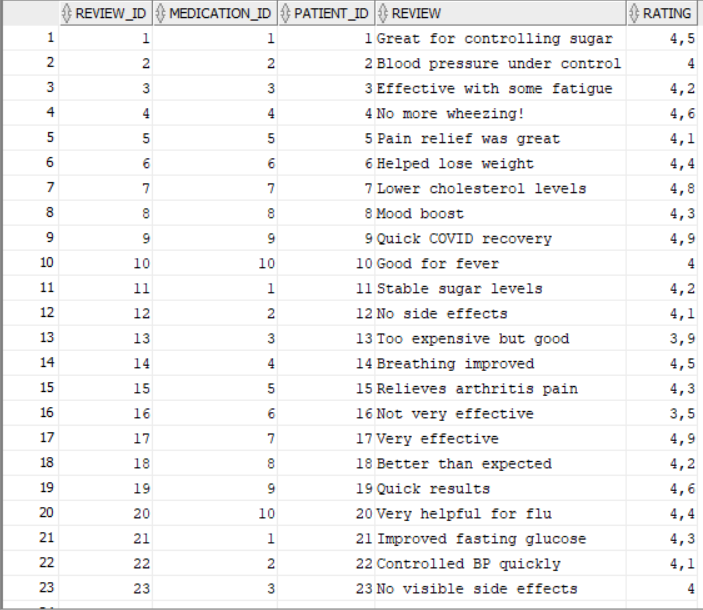 REVIEW_ID MEDICATION_ID PATIENT_ID REVIEW RATING
1 1 1 1 Great for controlling sugar 4,5
2 2 2 2 Blood pressure under control 4
3 3 3 3 Effective with some fatigue 4,2
4 4 4 4 No more wheezing! 4,6
5 5 5 5 Pain relief was great 4,1
6 6 6 6 Helped lose weight 4,4
7 7 7 7 Lower cholesterol levels 4,8
8 8 8 8 Mood boost 4,3
9 9 9 9 Quick COVID recovery 4,9
10 10 10 10 Good for fever 4
11 11 1 11 Stable sugar levels 4,2
12 12 2 12 No side effects 4,1
13 13 3 13 Too expensive but good 3,9
14 14 4 14 Breathing improved 4,5
15 15 5 15 Relieves arthritis pain 4,3
16 16 6 16 Not very effective 3,5
17 17 7 17 Very effective 4,9
18 18 8 18 Better than expected 4,2
19 19 9 19 Quick results 4,6
20 20 10 20 Very helpful for flu 4,4
21 21 1 21 Improved fasting glucose 4,3
22 22 2 22 Controlled BP quickly 4,1
23 23 3 23 No visible side effects 4